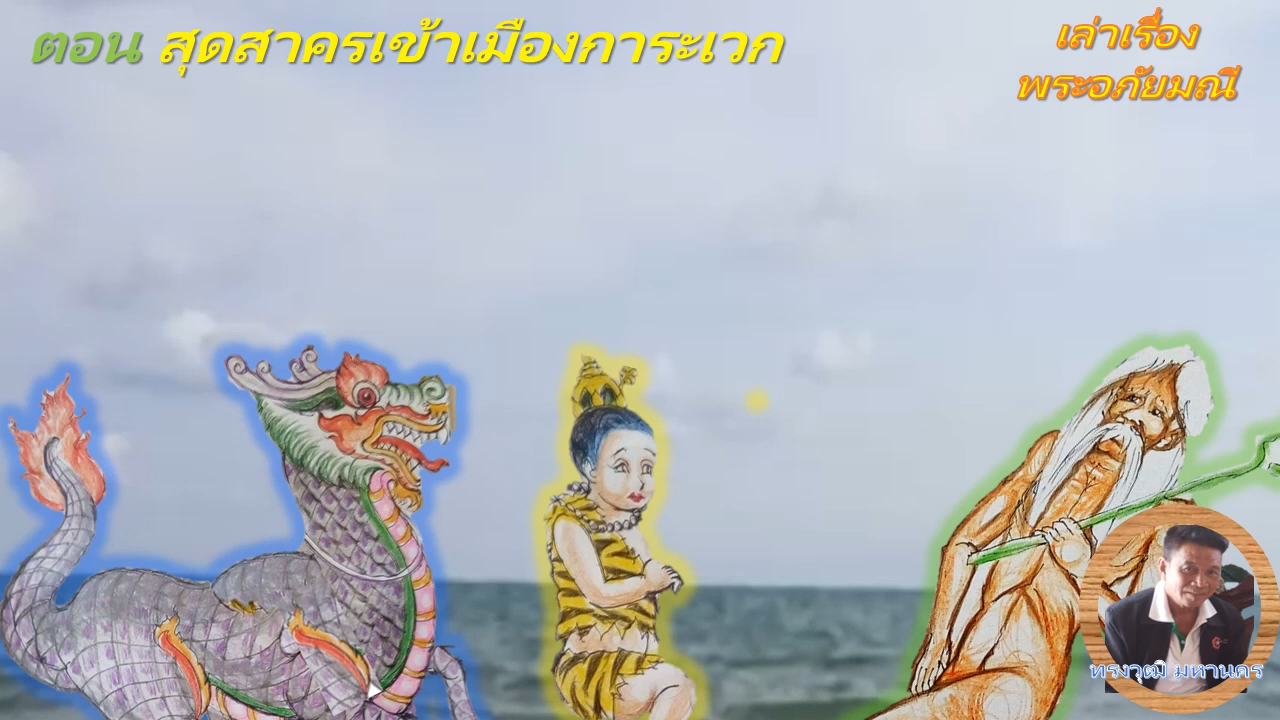 ตอน สุดสาครเข้าเมืองการะเวก
เล่าเรื่อง
พระอภัยมณี
ทรงวุฒิ มหานคร